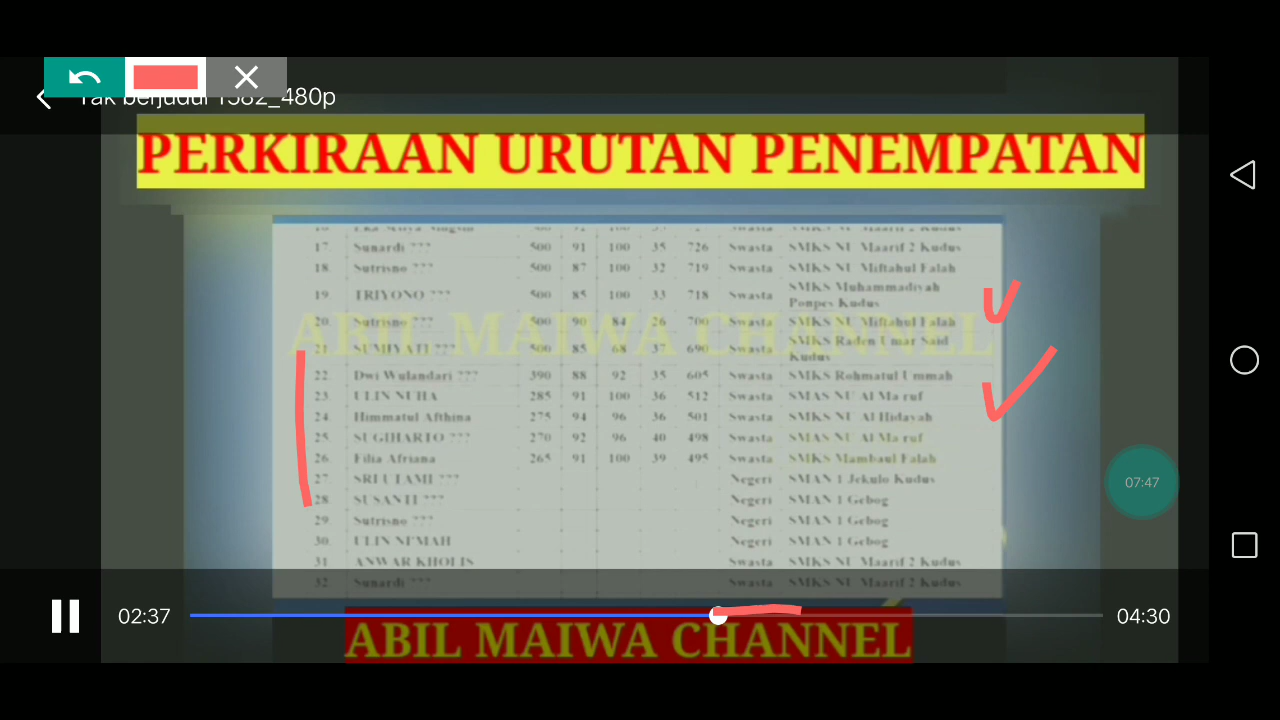 Tak berjudul 1582_480p
PERKIRAAN URUTAN PENEMPATAN
17. Sunardi ??? 500 91 100 35 726 Swasta SMKS NU Maarif 2 Kudus
18. Sutrisno ??? 500 87 100 32 719 Swasta SMKS NU Miftahul Falah
19. TRIYONO ??? 500 85 100 33 718 Swasta SMKS Muhammadiyah
Ponpes Kudus
20. Sutrisno ??? 500 90 84 26 700 Swasta SMKS NU Miftahul Falah
ABIL MAIWA CHANNEL
21. SUMIYATI ??? 500 85 68 37 690 Swasta SMKS Raden Umar Said
Kudus
22. Dwi Wulandari ??? 390 88 92 35 605 Swasta SMKS Rohmatul Ummah
23. ULIN NUHA 285 91 100 36 512 Swasta SMAS NU Al Ma ruf
24. Himmatul Afthina 275 94 96 36 501 Swasta SMKS NU Al Hidayah
25. SUGIHARTO ??? 270 92 96 40 498 Swasta SMAS NU Al Ma ruf
26. Filia Afriana 265 91 100 39 495 Swasta SMKS Mambaul Falah
27. SRI UTAMI ??? Negeri SMAN 1 Jekulo Kudus
28. SUSANTI ??? Negeri SMAN 1 Gebog
29. Sutrisno ??? Negeri SMAN 1 Gebog
30. ULIN NI'MAH Negeri SMAN 1 Gebog
31. ANWAR KHOLIS Swasta SMKS NU Maarif 2 Kudus
32. Sunardi ??? Swasta SMKS NU Maarif 2 Kudus
07:47
02:37
04:30
ABIL MAIWA CHANNEL